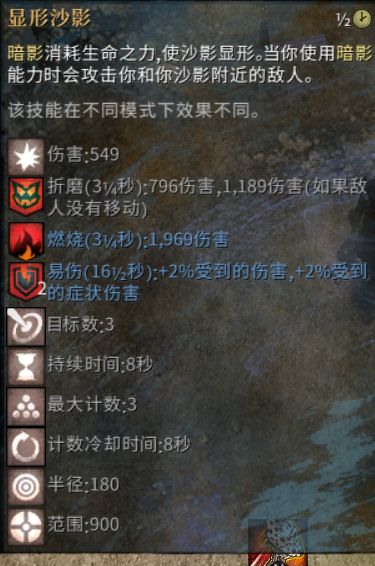 显形沙影 ½
暗影消耗生命之力,使沙影显形。当你使用暗影
能力时会攻击你和你沙影附近的敌人。
该技能在不同模式下效果不同。
伤害:549
折磨(3¼秒):796伤害,1,189伤害(如果敌
人没有移动)
燃烧(3¼秒):1,969伤害
易伤(16½秒):+2%受到的伤害,+2%受到
2的症状伤害
目标数:3
持续时间:8秒
最大计数:3
计数冷却时间:8秒
半径:180
范围:900